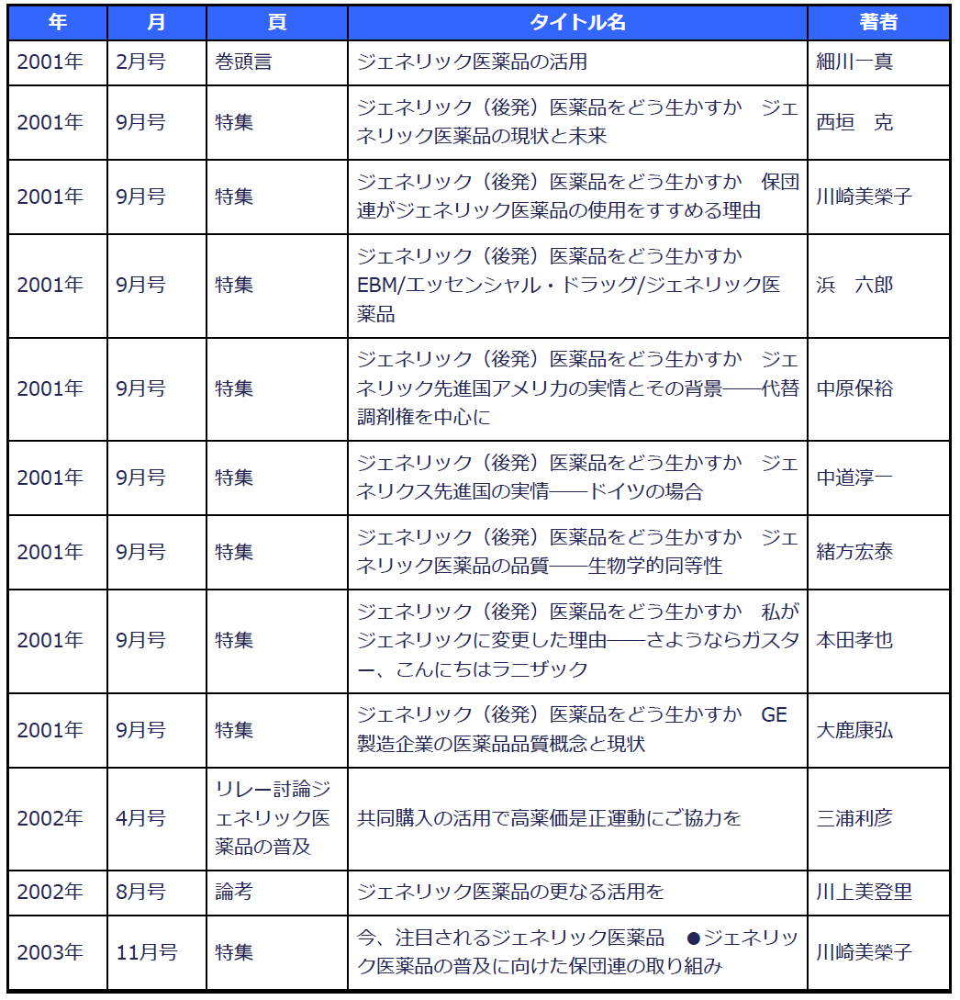 年 月 頁 タイトル名 著者
2001年 2月号 巻頭言 ジェネリック医薬品の活用 細川一真
2001年 9月号 特集 ジェネリック（後発）医薬品をどう生かすか　ジェ
ネリック医薬品の現状と未来 西垣　克
2001年 9月号 特集 ジェネリック（後発）医薬品をどう生かすか　保団
連がジェネリック医薬品の使用をすすめる理由 川崎美榮子
2001年 9月号 特集 ジェネリック（後発）医薬品をどう生かすか
EBM/エッセンシャル・ドラッグ/ジェネリック医
薬品 浜　六郎
2001年 9月号 特集 ジェネリック（後発）医薬品をどう生かすか　ジェ
ネリック先進国アメリカの実情とその背景――代替
調剤権を中心に 中原保裕
2001年 9月号 特集 ジェネリック（後発）医薬品をどう生かすか　ジェ
ネリクス先進国の実情――ドイツの場合 中道淳一
2001年 9月号 特集 ジェネリック（後発）医薬品をどう生かすか　ジェ
ネリック医薬品の品質――生物学的同等性 緒方宏泰
2001年 9月号 特集 ジェネリック（後発）医薬品をどう生かすか　私が
ジェネリックに変更した理由――さようならガスタ
ー、こんにちはラニザック 本田孝也
2001年 9月号 特集 ジェネリック（後発）医薬品をどう生かすか　GE
製造企業の医薬品品質概念と現状 大鹿康弘
2002年 4月号 リレー討論ジ
ェネリック医
薬品の普及 共同購入の活用で高薬価是正運動にご協力を 三浦利彦
2002年 8月号 論考 ジェネリック医薬品の更なる活用を 川上美登里
2003年 11月号 特集 今、注目されるジェネリック医薬品　●ジェネリッ
ク医薬品の普及に向けた保団連の取り組み 川崎美榮子